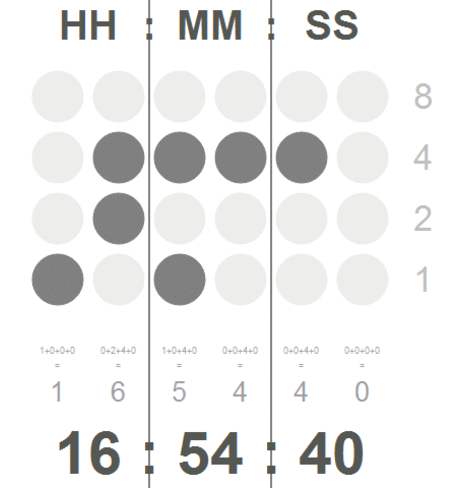 HH : MM : SS
8
4
2
1
1+0+0+0 0+2+4+0 1+0+4+0 0+0+4+0 0+0+4+0 0+0+0+0
= = = = = =
1 6 5 4 4 0
16 : 54 : 40